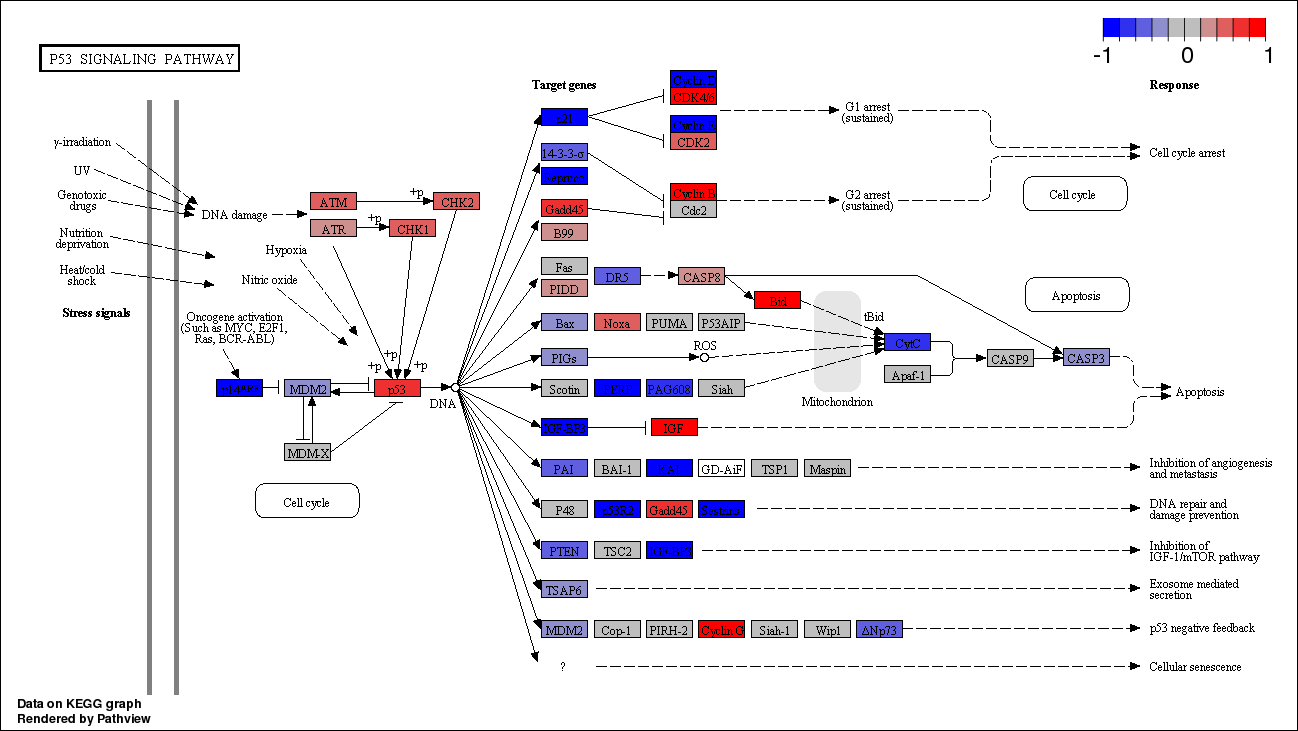 -1 0 1
P53 SIGNALING PATHWAY
Target genes
Response
γ-irradiation
UV
Genotoxic
drugs
Nutrition
deprivation
Heat/cold
shock
Stress signals
DNA damage
ATM
+p
CHK2
ATR
+p
CHK1
Hypoxia
Nitric oxide
Oncogene activation
(Such as MYC, E2F1,
Ras, BCR-ABL)
+p
+p
+p
MDM2
p53
DNA
MDM-X
Cell cycle
p21
CDK4/6
CDK2
G1 arrest
(sustained)
14-3-3-σ
Gadd45
B99
Cyclin B
Cdc2
G2 arrest
(sustained)
Cell cycle arrest
Cell cycle
Fas
PIDD
DR5
CASP8
Bid
tBid
Mitochondrion
Apoptosis
Bax
Noxa
PUMA
P53AIP
CytC
PIGs
ROS
CASP9
CASP3
Apaf-1
Scotin
PAG608
Siah
Apoptosis
IGF-BP3
IGF
PAI
BAI-1
GD-AiF
TSP1
Maspin
Inhibition of angiogenesis
and metastasis
P48
p53R2
Gadd45
Sestrins
DNA repair and
damage prevention
PTEN
TSC2
Inhibition of
IGF-1/mTOR pathway
TSAP6
Exosome mediated
secretion
MDM2
Cop-1
PIRH-2
Cyclin G
Siah-1
Wip1
ΔNp73
p53 negative feedback
?
Cellular senescence
Data on KEGG graph
Rendered by Pathview